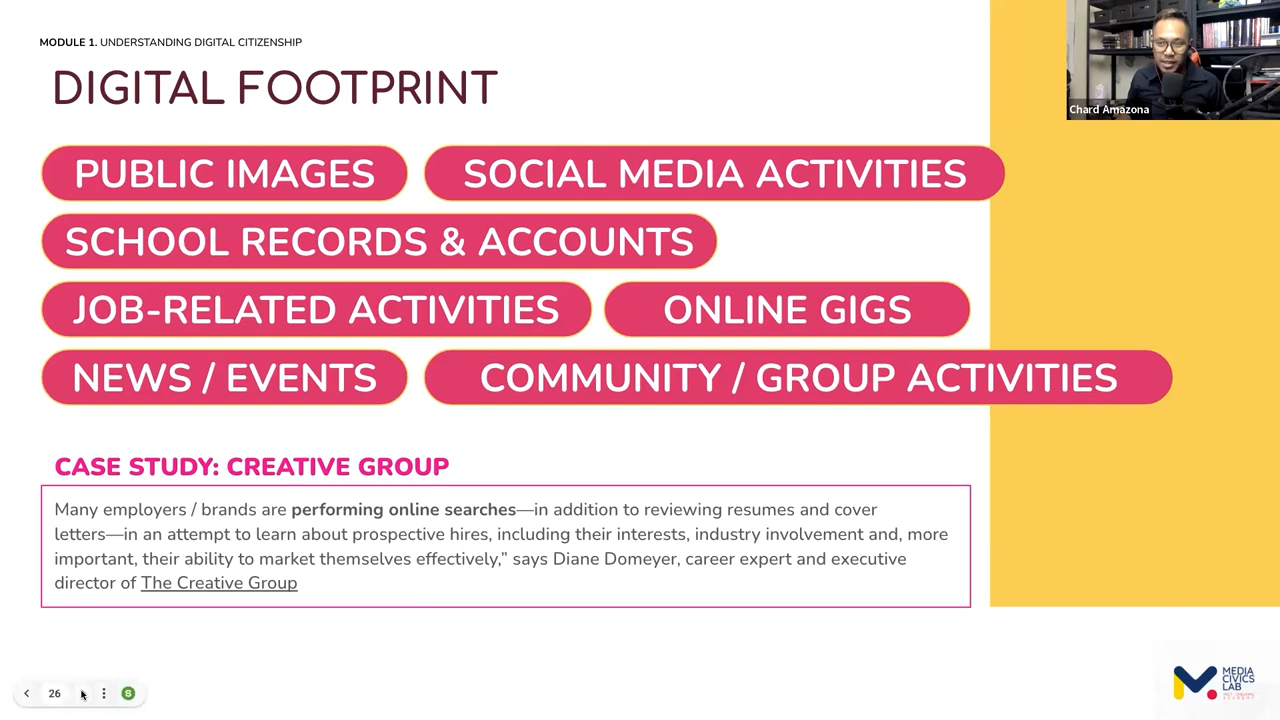 MODULE 1. UNDERSTANDING DIGITAL CITIZENSHIP
DIGITAL FOOTPRINT
Chard Amazona
PUBLIC IMAGES
SOCIAL MEDIA ACTIVITIES
SCHOOL RECORDS & ACCOUNTS
JOB-RELATED ACTIVITIES
ONLINE GIGS
NEWS / EVENTS
COMMUNITY / GROUP ACTIVITIES
CASE STUDY: CREATIVE GROUP
Many employers / brands are performing online searches—in addition to reviewing resumes and cover
letters—in an attempt to learn about prospective hires, including their interests, industry involvement and, more
important, their ability to market themselves effectively,” says Diane Domeyer, career expert and executive
director of The Creative Group
26
S
MEDIA
CIVICS
LAB